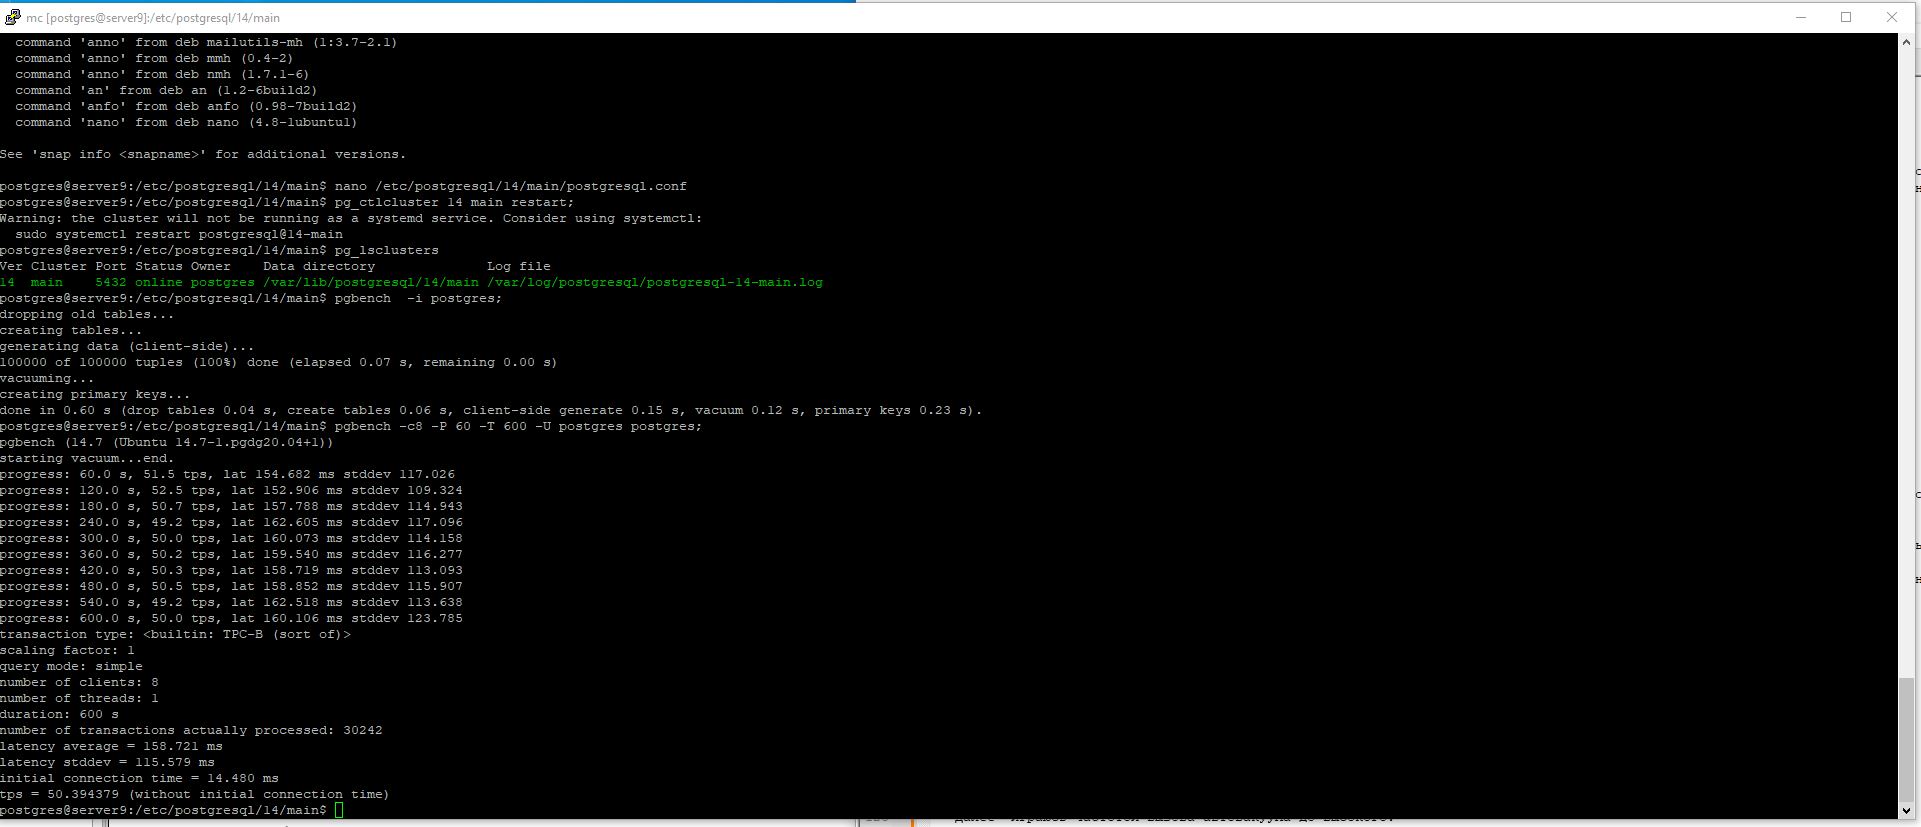 mc [postgres@server9]:/etc/postgresql/14/main
command 'anno' from deb mailutils-mh (1:3.7-2.1)
command 'anno' from deb mmh (0.4-2)
command 'anno' from deb nmh (1.7.1-6)
command 'an' from deb an (1.2-6build2)
command 'anfo' from deb anfo (0.98-7build2)
command 'nano' from deb nano (4.8-1ubuntu1)
See 'snap info <snapname>' for additional versions.
postgres@server9:/etc/postgresql/14/main$ nano /etc/postgresql/14/main/postgresql.conf
postgres@server9:/etc/postgresql/14/main$ pg_ctlcluster 14 main restart;
Warning: the cluster will not be running as a systemd service. Consider using systemctl:
sudo systemctl restart postgresql@14-main
postgres@server9:/etc/postgresql/14/main$ pg_lsclusters
Ver Cluster Port Status Owner    Data directory              Log file
14  main    5432 online postgres /var/lib/postgresql/14/main /var/log/postgresql/postgresql-14-main.log
postgres@server9:/etc/postgresql/14/main$ pgbench  -i postgres;
dropping old tables...
creating tables...
generating data (client-side)...
100000 of 100000 tuples (100%) done (elapsed 0.07 s, remaining 0.00 s)
vacuuming...
creating primary keys...
done in 0.60 s (drop tables 0.04 s, create tables 0.06 s, client-side generate 0.15 s, vacuum 0.12 s, primary keys 0.23 s).
postgres@server9:/etc/postgresql/14/main$ pgbench -c8 -P 60 -T 600 -U postgres postgres;
pgbench (14.7 (Ubuntu 14.7-1.pgdg20.04+1))
starting vacuum...end.
progress: 60.0 s, 51.5 tps, lat 154.682 ms stddev 117.026
progress: 120.0 s, 52.5 tps, lat 152.906 ms stddev 109.324
progress: 180.0 s, 50.7 tps, lat 157.788 ms stddev 114.943
progress: 240.0 s, 49.2 tps, lat 162.605 ms stddev 117.096
progress: 300.0 s, 50.0 tps, lat 160.073 ms stddev 114.158
progress: 360.0 s, 50.2 tps, lat 159.540 ms stddev 116.277
progress: 420.0 s, 50.3 tps, lat 158.719 ms stddev 113.093
progress: 480.0 s, 50.5 tps, lat 158.852 ms stddev 115.907
progress: 540.0 s, 49.2 tps, lat 162.518 ms stddev 113.638
progress: 600.0 s, 50.0 tps, lat 160.106 ms stddev 123.785
transaction type: <builtin: TPC-B (sort of)>
scaling factor: 1
query mode: simple
number of clients: 8
number of threads: 1
duration: 600 s
number of transactions actually processed: 30242
latency average = 158.721 ms
latency stddev = 115.579 ms
initial connection time = 14.480 ms
tps = 50.394379 (without initial connection time)
postgres@server9:/etc/postgresql/14/main$